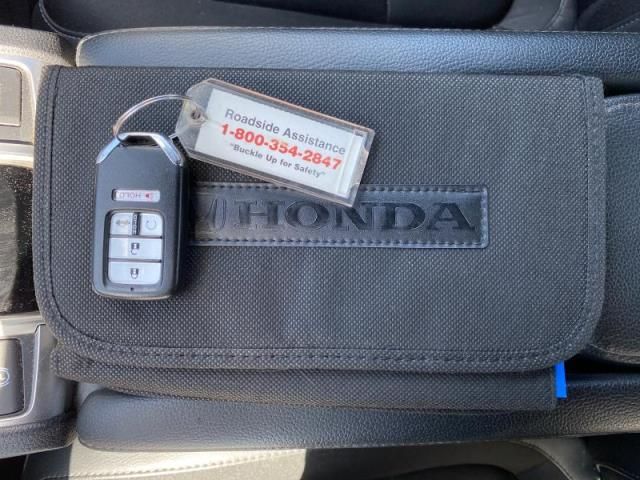 Roadside Assistance
1-800-354-2847
"Buckle Up for Safety"
HONDA
HOLD